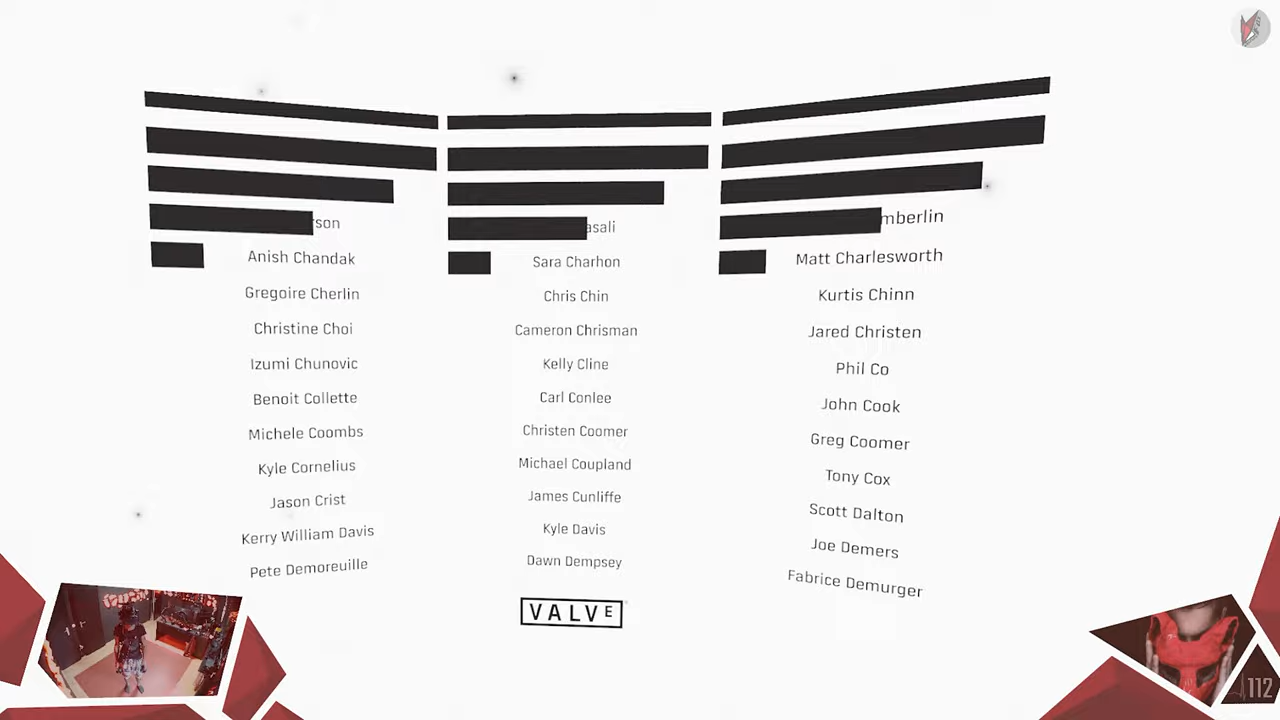 rson asali mberlin
Anish Chandak Sara Charhon Matt Charlesworth
Gregoire Cherlin Chris Chin Kurtis Chinn
Christine Choi Cameron Chrisman Jared Christen
Izumi Chunovic Kelly Cline Phil Co
Benoit Collette Carl Conlee John Cook
Michele Coombs Christen Coomer Greg Coomer
Kyle Cornelius Michael Coupland Tony Cox
Jason Crist James Cunliffe Scott Dalton
Kerry William Davis Kyle Davis Joe Demers
Pete Demoreuille Dawn Dempsey Fabrice Demurger
VALVE
112